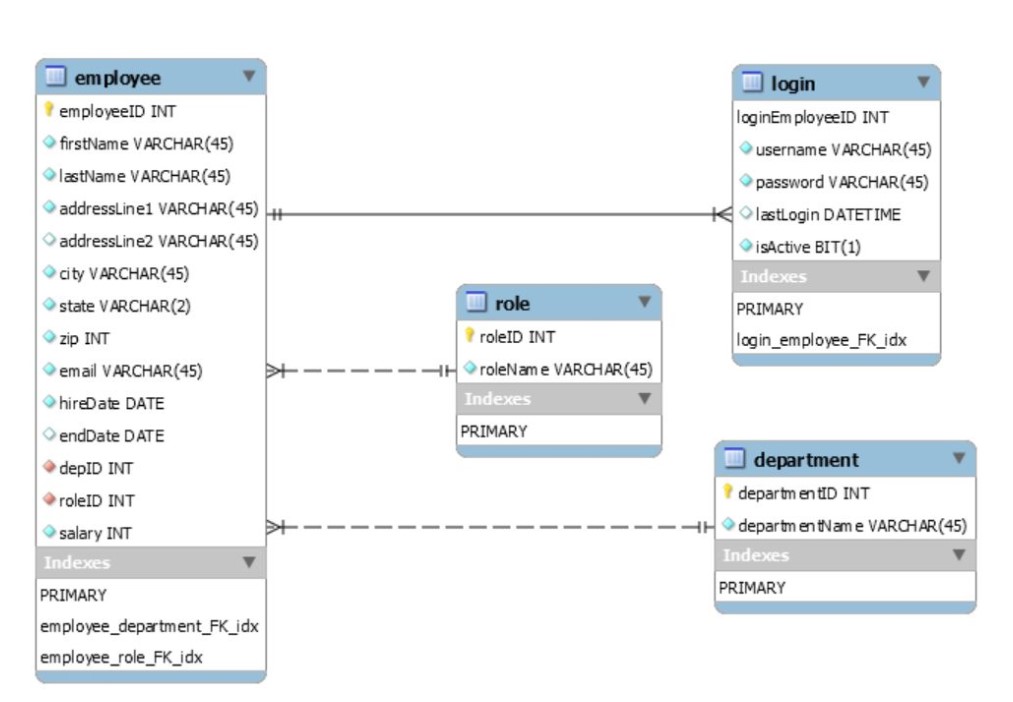 employee
employeeID INT
firstName VARCHAR(45)
lastName VARCHAR(45)
addressLine1 VARCHAR(45)
addressLine2 VARCHAR(45)
city VARCHAR(45)
state VARCHAR(2)
zip INT
email VARCHAR(45)
hireDate DATE
endDate DATE
depID INT
roleID INT
salary INT
Indexes
PRIMARY
employee_department_FK_idx
employee_role_FK_idx
login
loginEmployeeID INT
username VARCHAR(45)
password VARCHAR(45)
lastLogin DATETIME
isActive BIT(1)
Indexes
PRIMARY
login_employee_FK_idx
role
roleID INT
roleName VARCHAR(45)
Indexes
PRIMARY
department
departmentID INT
departmentName VARCHAR(45)
Indexes
PRIMARY